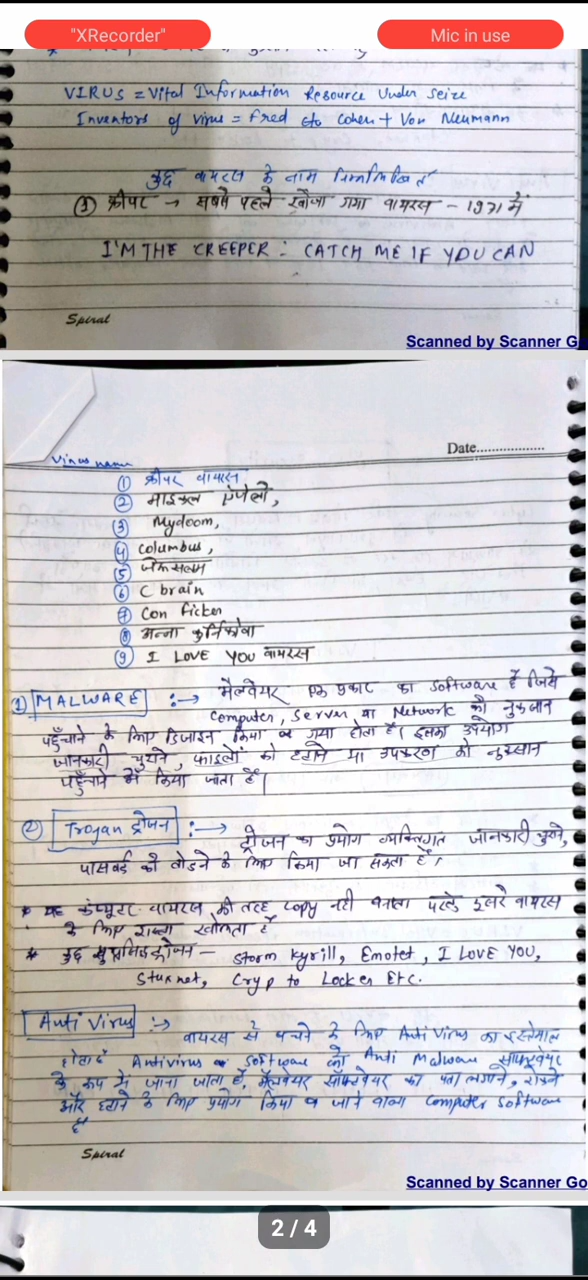 "XRecorder"
Mic in use
VIRUS = Vital Information Resource Under Seize
Inventors of virus = Fred Cohen + Von Neumann
कुछ वायरस के नाम निम्नलिखित
① क्रीपर → सबसे पहले खोजा गया वायरस - 1971 में
I'M THE CREEPER : CATCH ME IF YOU CAN
Spiral
Scanned by Scanner G
Date..................
Virus name
① क्रीपर वायरस
② माइकल एंजेलो,
③ Mydoom,
④ Columbus,
⑤
⑥ C brain
⑦ Con ficker
⑧ अन्ना कुर्निकोवा
⑨ I LOVE YOU वायरस
① MALWARE :→ मैलवेयर एक प्रकार का Software है जिसे
Computer, Server या Network को नुकसान
पहुँचाने के लिए डिजाइन किया गया होता है। इसका उपयोग
जानकारी चुराने, फाइलों को हटाने या उपकरण को नुकसान
पहुँचाने में किया जाता है।
② Trojan ट्रोजन :→ ट्रोजन का प्रयोग व्यक्तिगत जानकारी चुराने,
पासवर्ड को तोडने के लिए किया जा सकता है।
* यह कंप्यूटर वायरस की तरह Copy नही बनाता परंतु दूसरे वायरस
के लिए रास्ता खोलता है
* कुछ सुप्रसिद्ध ट्रोजन - Storm Kyrill, Emotet, I LOVE YOU,
Stuxnet, Cryp to Locker Etc.
Anti Virus :→ वायरस से बचने के लिए Anti Virus का इस्तेमाल
होता है Antivirus Software को Anti Malware सॉफ्टवेयर
के रूप में जाना जाता है, मैलवेयर सॉफ्टवेयर का पता लगाने, रोकने
और हटाने के लिए प्रयोग किया जाने वाला Computer Software
है
Spiral
Scanned by Scanner Go
2 / 4